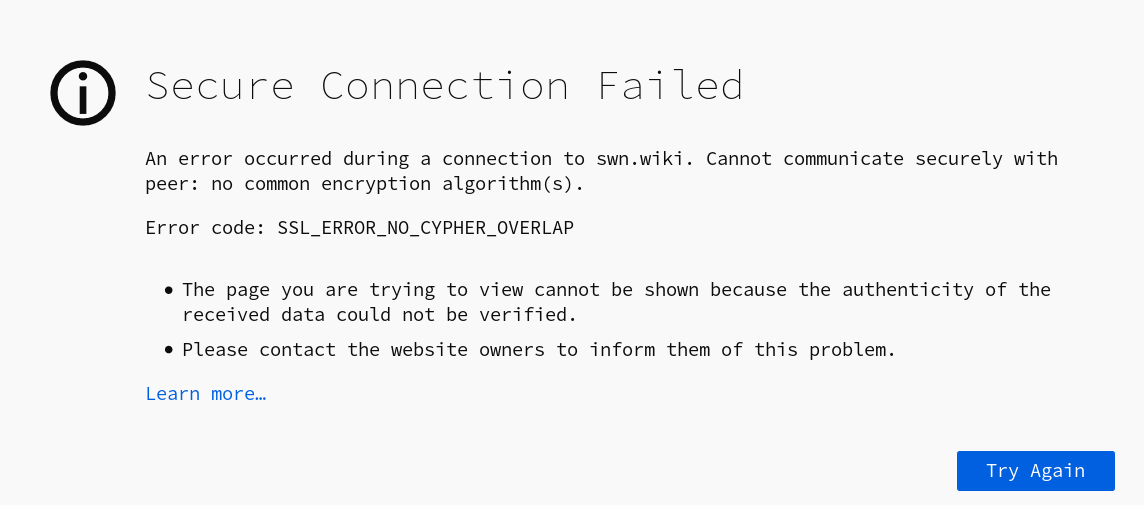 Secure Connection Failed
An error occurred during a connection to swn.wiki. Cannot communicate securely with
peer: no common encryption algorithm(s).
Error code: SSL_ERROR_NO_CYPHER_OVERLAP
• The page you are trying to view cannot be shown because the authenticity of the
received data could not be verified.
• Please contact the website owners to inform them of this problem.
Learn more…
Try Again